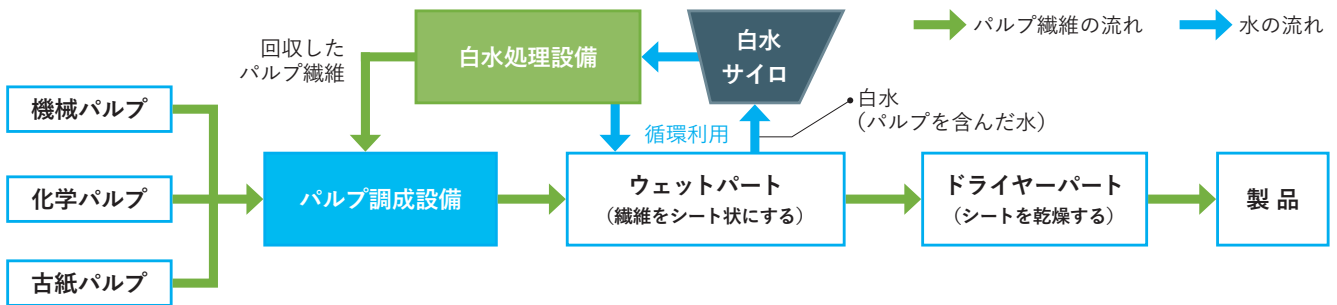 パルプ繊維の流れ
水の流れ
回収した
パルプ繊維
白水処理設備
白水
サイロ
白水
（パルプを含んだ水）
循環利用
機械パルプ
化学パルプ
古紙パルプ
パルプ調成設備
ウェットパート
（繊維をシート状にする）
ドライヤーパート
（シートを乾燥する）
製 品